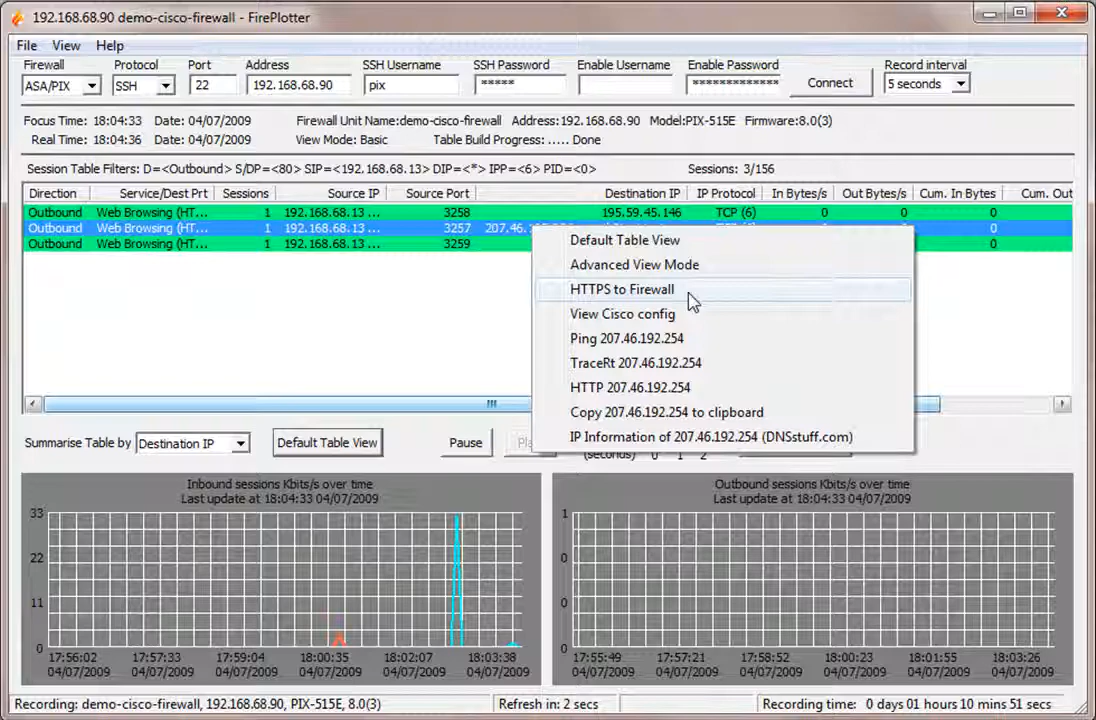 192.168.68.90 demo-cisco-firewall - FirePlotter
File View Help
Firewall Protocol Port Address SSH Username SSH Password Enable Username Enable Password Record interval
ASA/PIX SSH 22 192.168.68.90 pix ***** ************* Connect 5 seconds
Focus Time: 18:04:33 Date: 04/07/2009 Firewall Unit Name:demo-cisco-firewall Address:192.168.68.90 Model:PIX-515E Firmware:8.0(3)
Real Time: 18:04:36 Date: 04/07/2009 View Mode: Basic Table Build Progress: ..... Done
Session Table Filters: D=<Outbound> S/DP=<80> SIP=<192.168.68.13> DIP=<*> IPP=<6> PID=<0> Sessions: 3/156
Direction Service/Dest Prt Sessions Source IP Source Port Destination IP IP Protocol In Bytes/s Out Bytes/s Cum. In Bytes Cum. Out
Outbound Web Browsing (HT... 1 192.168.68.13 ... 3258 195.59.45.146 TCP (6) 0 0 0
Outbound Web Browsing (HT... 1 192.168.68.13 ... 3257 207.46. 0
Outbound Web Browsing (HT... 1 192.168.68.13 ... 3259 0
Default Table View
Advanced View Mode
HTTPS to Firewall
View Cisco config
Ping 207.46.192.254
TraceRt 207.46.192.254
HTTP 207.46.192.254
Copy 207.46.192.254 to clipboard
IP Information of 207.46.192.254 (DNSstuff.com)
Summarise Table by Destination IP Default Table View Pause
(seconds) 0 1 2
Inbound sessions Kbits/s over time
Last update at 18:04:33 04/07/2009
33
22
11
0
17:56:02 17:57:33 17:59:04 18:00:35 18:02:07 18:03:38
04/07/2009 04/07/2009 04/07/2009 04/07/2009 04/07/2009 04/07/2009
Outbound sessions Kbits/s over time
Last update at 18:04:33 04/07/2009
1
0
0
0
17:55:49 17:57:21 17:58:52 18:00:23 18:01:55 18:03:26
04/07/2009 04/07/2009 04/07/2009 04/07/2009 04/07/2009 04/07/2009
Recording: demo-cisco-firewall, 192.168.68.90, PIX-515E, 8.0(3) Refresh in: 2 secs Recording time: 0 days 01 hours 10 mins 51 secs